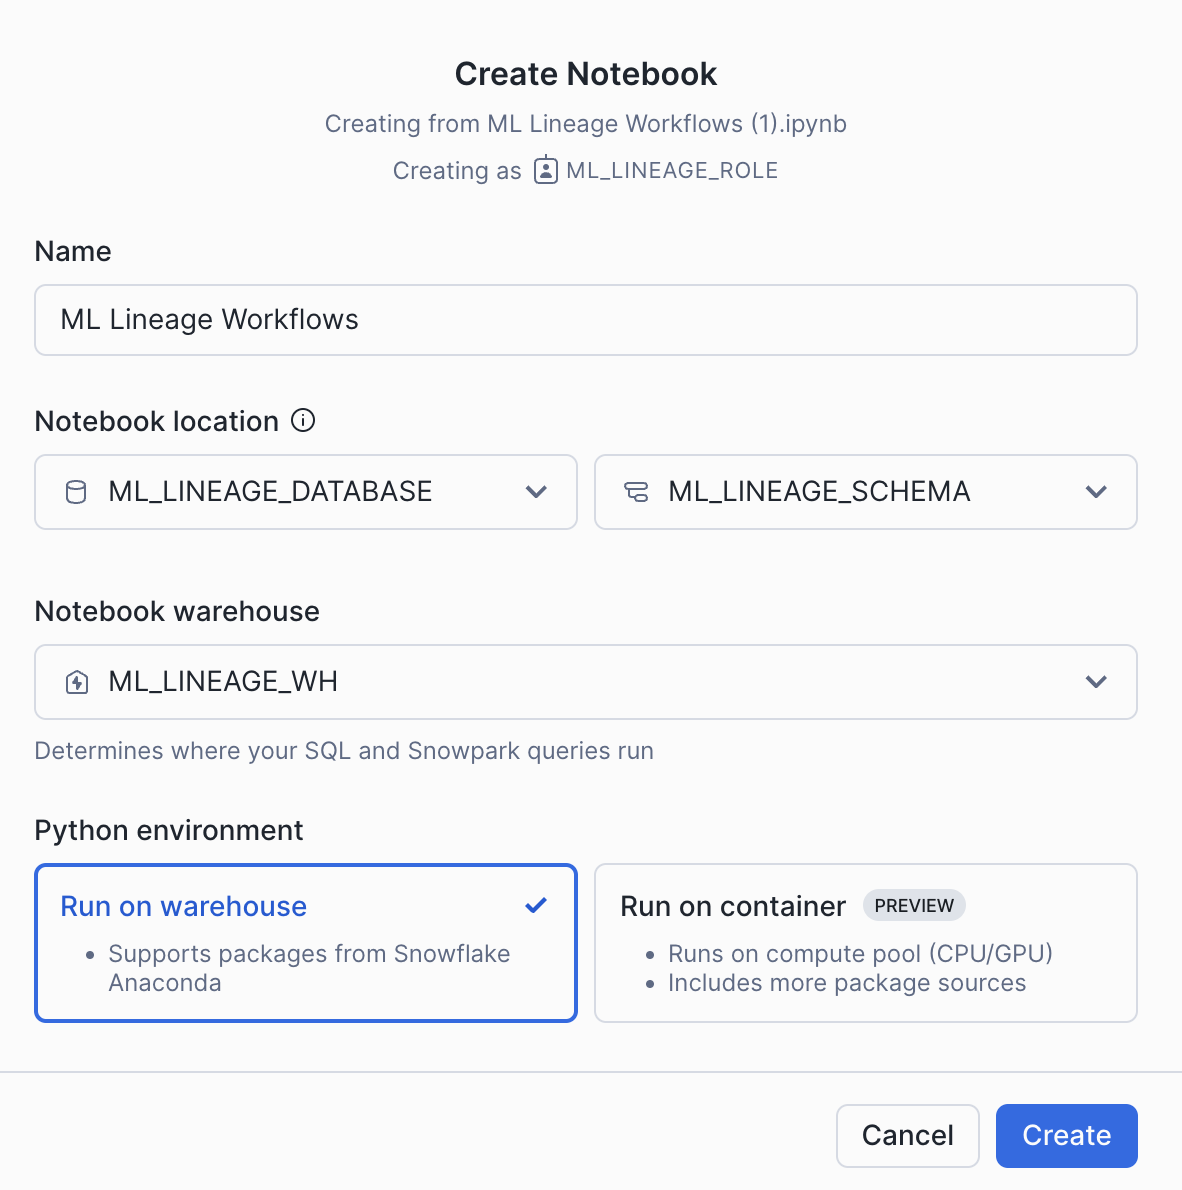 Create Notebook
Creating from ML Lineage Workflows (1).ipynb
Creating as ML_LINEAGE_ROLE
Name
ML Lineage Workflows
Notebook location
ML_LINEAGE_DATABASE
ML_LINEAGE_SCHEMA
Notebook warehouse
ML_LINEAGE_WH
Determines where your SQL and Snowpark queries run
Python environment
Run on warehouse
• Supports packages from Snowflake
Anaconda
Run on container PREVIEW
• Runs on compute pool (CPU/GPU)
• Includes more package sources
Cancel
Create